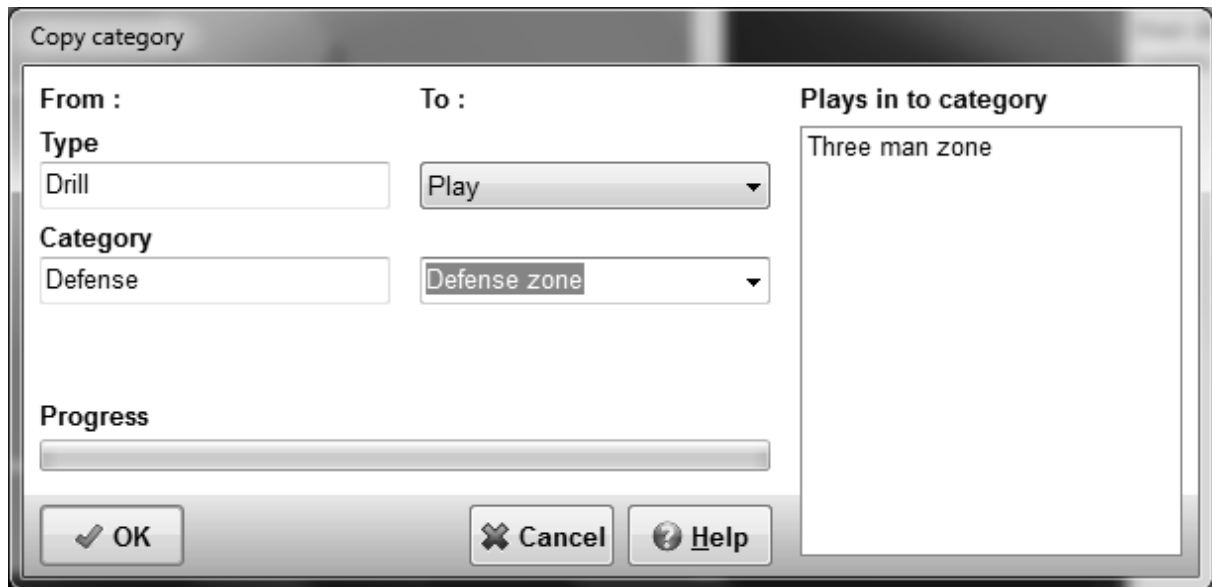 Copy category
From :
To :
Plays in to category
Type
Three man zone
Drill
Play
Category
Defense
Defense zone
Progress
OK
Cancel
Help